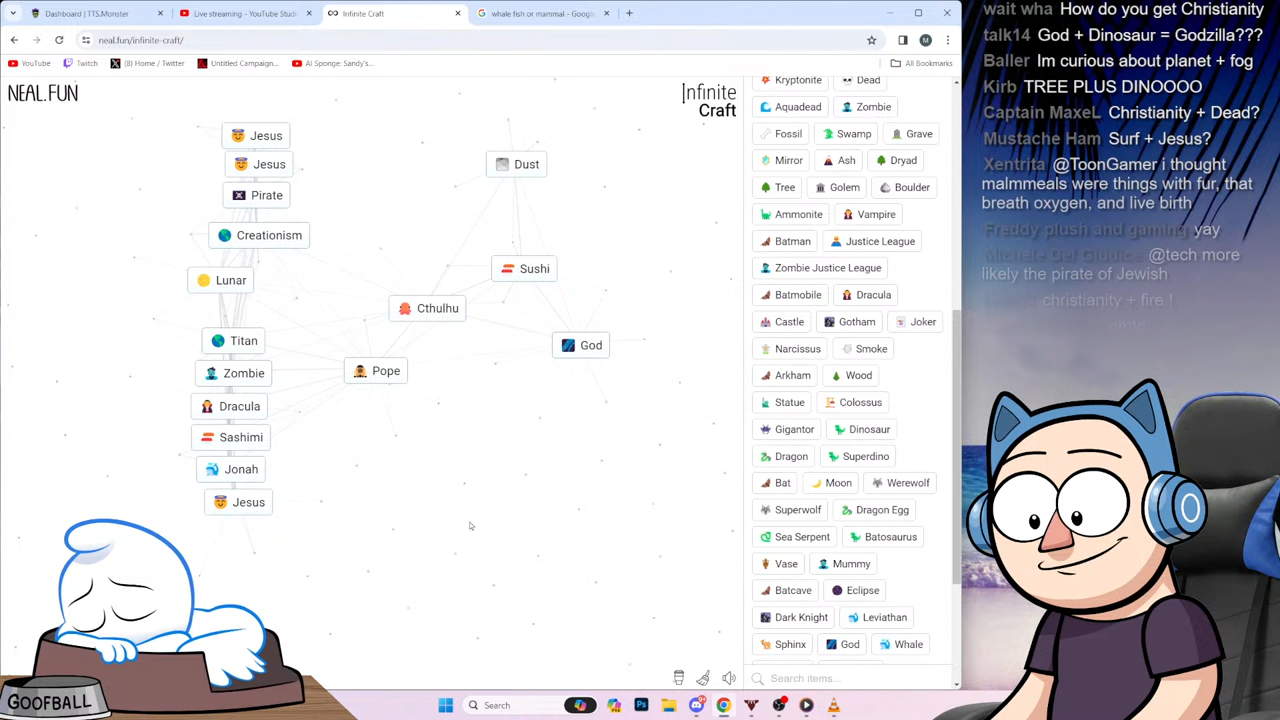 Dashboard | TTS.Monster
Live streaming - YouTube Studi
Infinite Craft
whale fish or mammal - Google
neal.fun/infinite-craft/
YouTube
Twitch
(8) Home / Twitter
Untitled Campaign...
AI Sponge: Sandy's...
All Bookmarks
NEAL.FUN
Infinite
Craft
Jesus
Jesus
Pirate
Creationism
Lunar
Titan
Zombie
Dracula
Sashimi
Jonah
Jesus
Dust
Sushi
Cthulhu
God
Pope
Kryptonite
Dead
Aquadead
Zombie
Fossil
Swamp
Grave
Mirror
Ash
Dryad
Tree
Golem
Boulder
Ammonite
Vampire
Batman
Justice League
Zombie Justice League
Batmobile
Dracula
Castle
Gotham
Joker
Narcissus
Smoke
Arkham
Wood
Statue
Colossus
Gigantor
Dinosaur
Dragon
Superdino
Bat
Moon
Werewolf
Superwolf
Dragon Egg
Sea Serpent
Batosaurus
Vase
Mummy
Batcave
Eclipse
Dark Knight
Leviathan
Sphinx
God
Whale
Search items...
wait wha How do you get Christianity
talk14 God + Dinosaur = Godzilla???
Baller Im curious about planet + fog
Kirb TREE PLUS DINOOOO
Captain MaxeL Christianity + Dead?
Mustache Ham Surf + Jesus?
Xentrita @ToonGamer i thought
malmmeals were things with fur, that
breath oxygen, and live birth
Freddy plush and gaming yay
Michele Del Giudice @tech more
likely the pirate of Jewish
christianity + fire !
GOOFBALL
Search